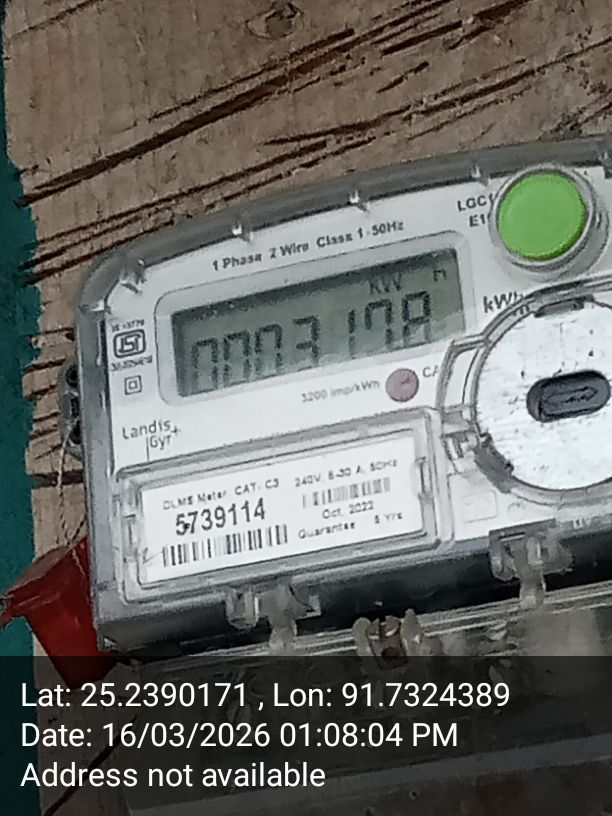 LGC
1 Phase 2 Wire Class 1 50Hz
KW h
0003178
kWh
3200 imp/kWh CA
Landis
Gyr+
DLMS Meter CAT- C3
5739114
240V, 5-30 A, 50Hz
Oct. 2022
Guarantee 5 Yrs
Lat: 25.2390171 , Lon: 91.7324389
Date: 16/03/2026 01:08:04 PM
Address not available